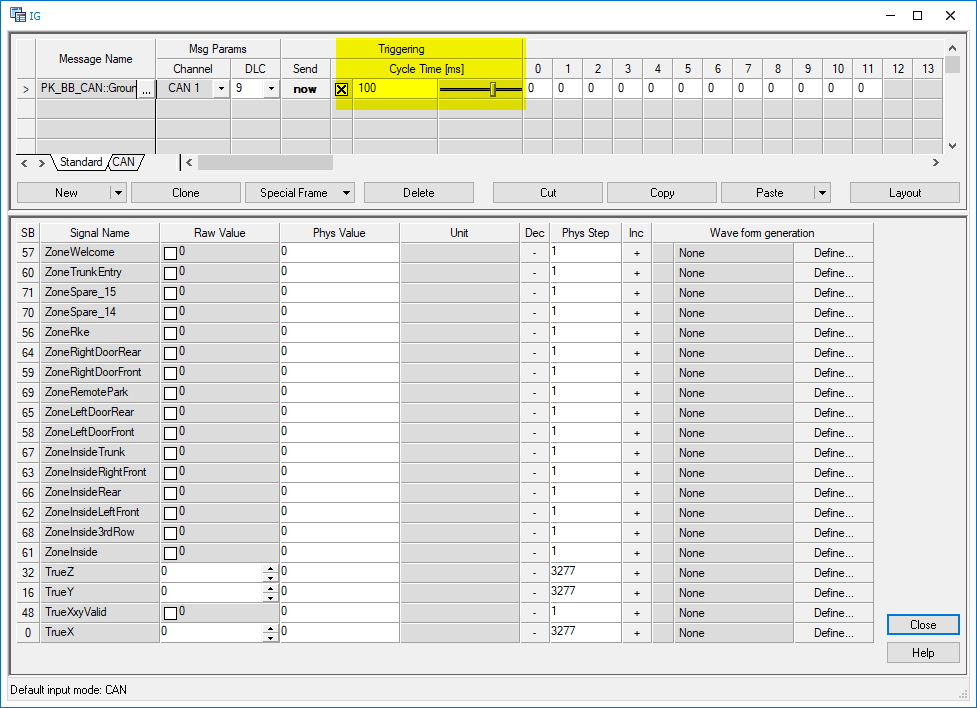 IG
Message Name Msg Params Triggering
Channel DLC Send Cycle Time [ms] 0 1 2 3 4 5 6 7 8 9 10 11 12 13
> PK_BB_CAN::Groun ... CAN 1 9 now 100 0 0 0 0 0 0 0 0 0 0 0 0
Standard CAN
New Clone Special Frame Delete Cut Copy Paste Layout
SB Signal Name Raw Value Phys Value Unit Dec Phys Step Inc Wave form generation
57 ZoneWelcome 0 0 - 1 + None Define...
60 ZoneTrunkEntry 0 0 - 1 + None Define...
71 ZoneSpare_15 0 0 - 1 + None Define...
70 ZoneSpare_14 0 0 - 1 + None Define...
56 ZoneRke 0 0 - 1 + None Define...
64 ZoneRightDoorRear 0 0 - 1 + None Define...
59 ZoneRightDoorFront 0 0 - 1 + None Define...
69 ZoneRemotePark 0 0 - 1 + None Define...
65 ZoneLeftDoorRear 0 0 - 1 + None Define...
58 ZoneLeftDoorFront 0 0 - 1 + None Define...
67 ZoneInsideTrunk 0 0 - 1 + None Define...
63 ZoneInsideRightFront 0 0 - 1 + None Define...
66 ZoneInsideRear 0 0 - 1 + None Define...
62 ZoneInsideLeftFront 0 0 - 1 + None Define...
68 ZoneInside3rdRow 0 0 - 1 + None Define...
61 ZoneInside 0 0 - 1 + None Define...
32 TrueZ 0 0 - 3277 + None Define...
16 TrueY 0 0 - 3277 + None Define...
48 TrueXxyValid 0 0 - 1 + None Define...
0 TrueX 0 0 - 3277 + None Define...
Close
Help
Default input mode: CAN